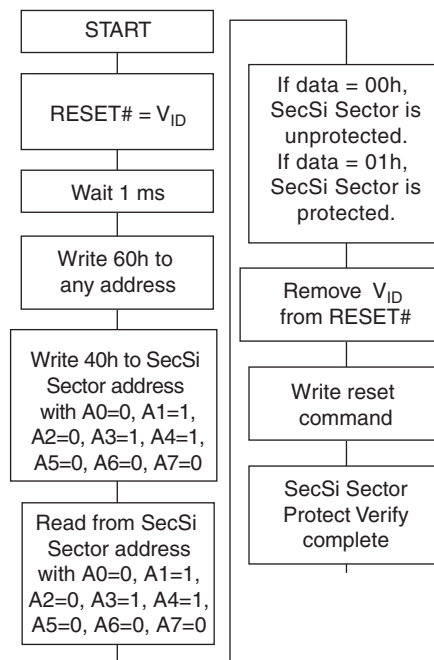 START
RESET# = VID
Wait 1 ms
Write 60h to
any address
Write 40h to SecSi
Sector address
with A0=0, A1=1,
A2=0, A3=1, A4=1,
A5=0, A6=0, A7=0
Read from SecSi
Sector address
with A0=0, A1=1,
A2=0, A3=1, A4=1,
A5=0, A6=0, A7=0
If data = 00h,
SecSi Sector is
unprotected.
If data = 01h,
SecSi Sector is
protected.
Remove VID
from RESET#
Write reset
command
SecSi Sector
Protect Verify
complete